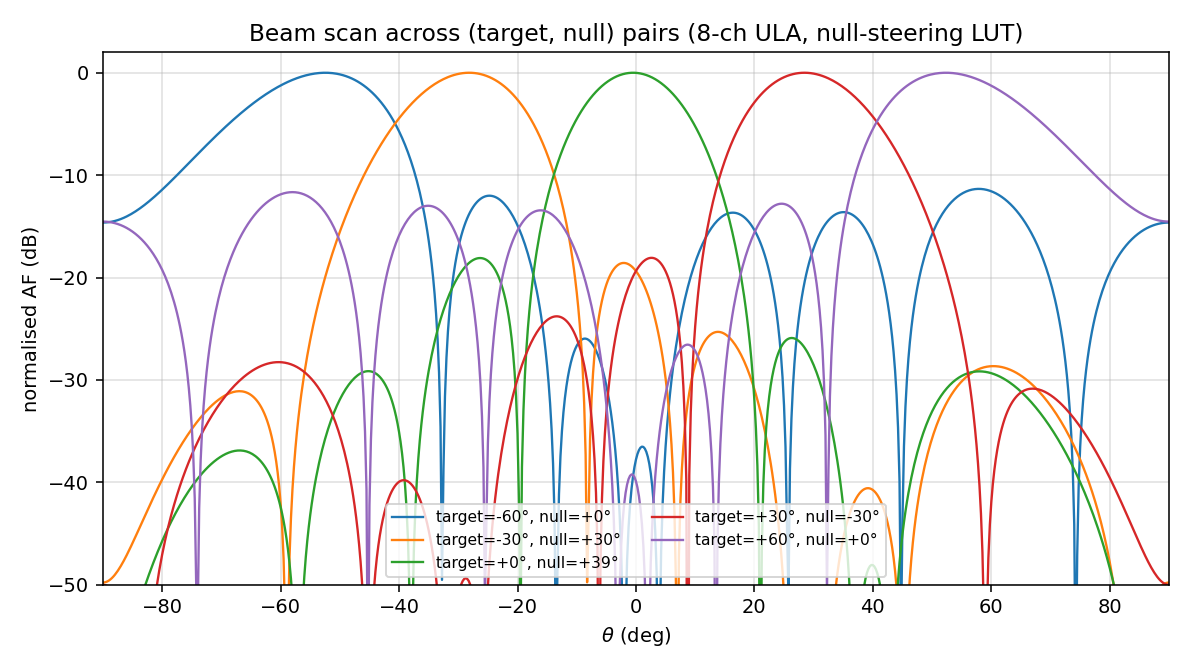 Beam scan across (target, null) pairs (8-ch ULA, null-steering LUT)
normalised AF (dB)
0
−10
−20
−30
−40
−50
target=-60°, null=+0°
target=-30°, null=+30°
target=+0°, null=+39°
target=+30°, null=-30°
target=+60°, null=+0°
−80 −60 −40 −20 0 20 40 60 80
θ (deg)